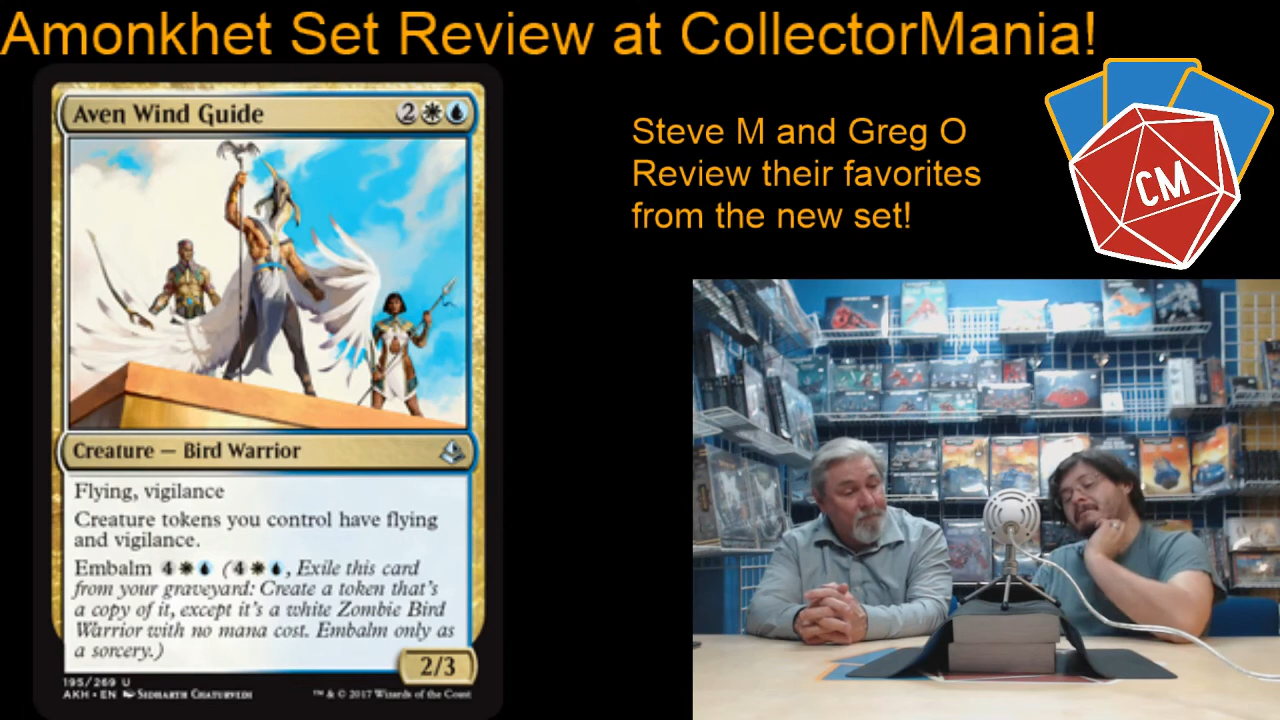 Amonkhet Set Review at CollectorMania!
Aven Wind Guide 2
Steve M and Greg O
Review their favorites
from the new set!
CM
Creature — Bird Warrior
Flying, vigilance
Creature tokens you control have flying
and vigilance.
Embalm 4 (4, Exile this card
from your graveyard: Create a token that's
a copy of it, except it's a white Zombie Bird
Warrior with no mana cost. Embalm only as
a sorcery.)
2/3
195/269 U
AKH • EN Sidharth Chaturvedi
™ & © 2017 Wizards of the Coast